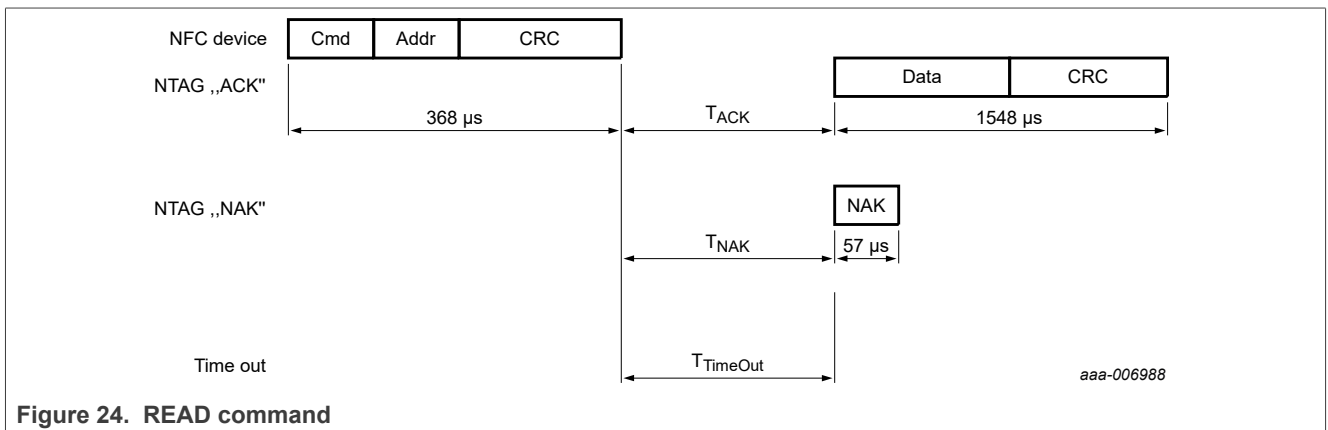 NFC device Cmd Addr CRC
NTAG ,,ACK" Data CRC
368 µs TACK 1548 µs
NTAG ,,NAK" NAK
TNAK 57 µs
Time out TTimeOut
aaa-006988
Figure 24. READ command